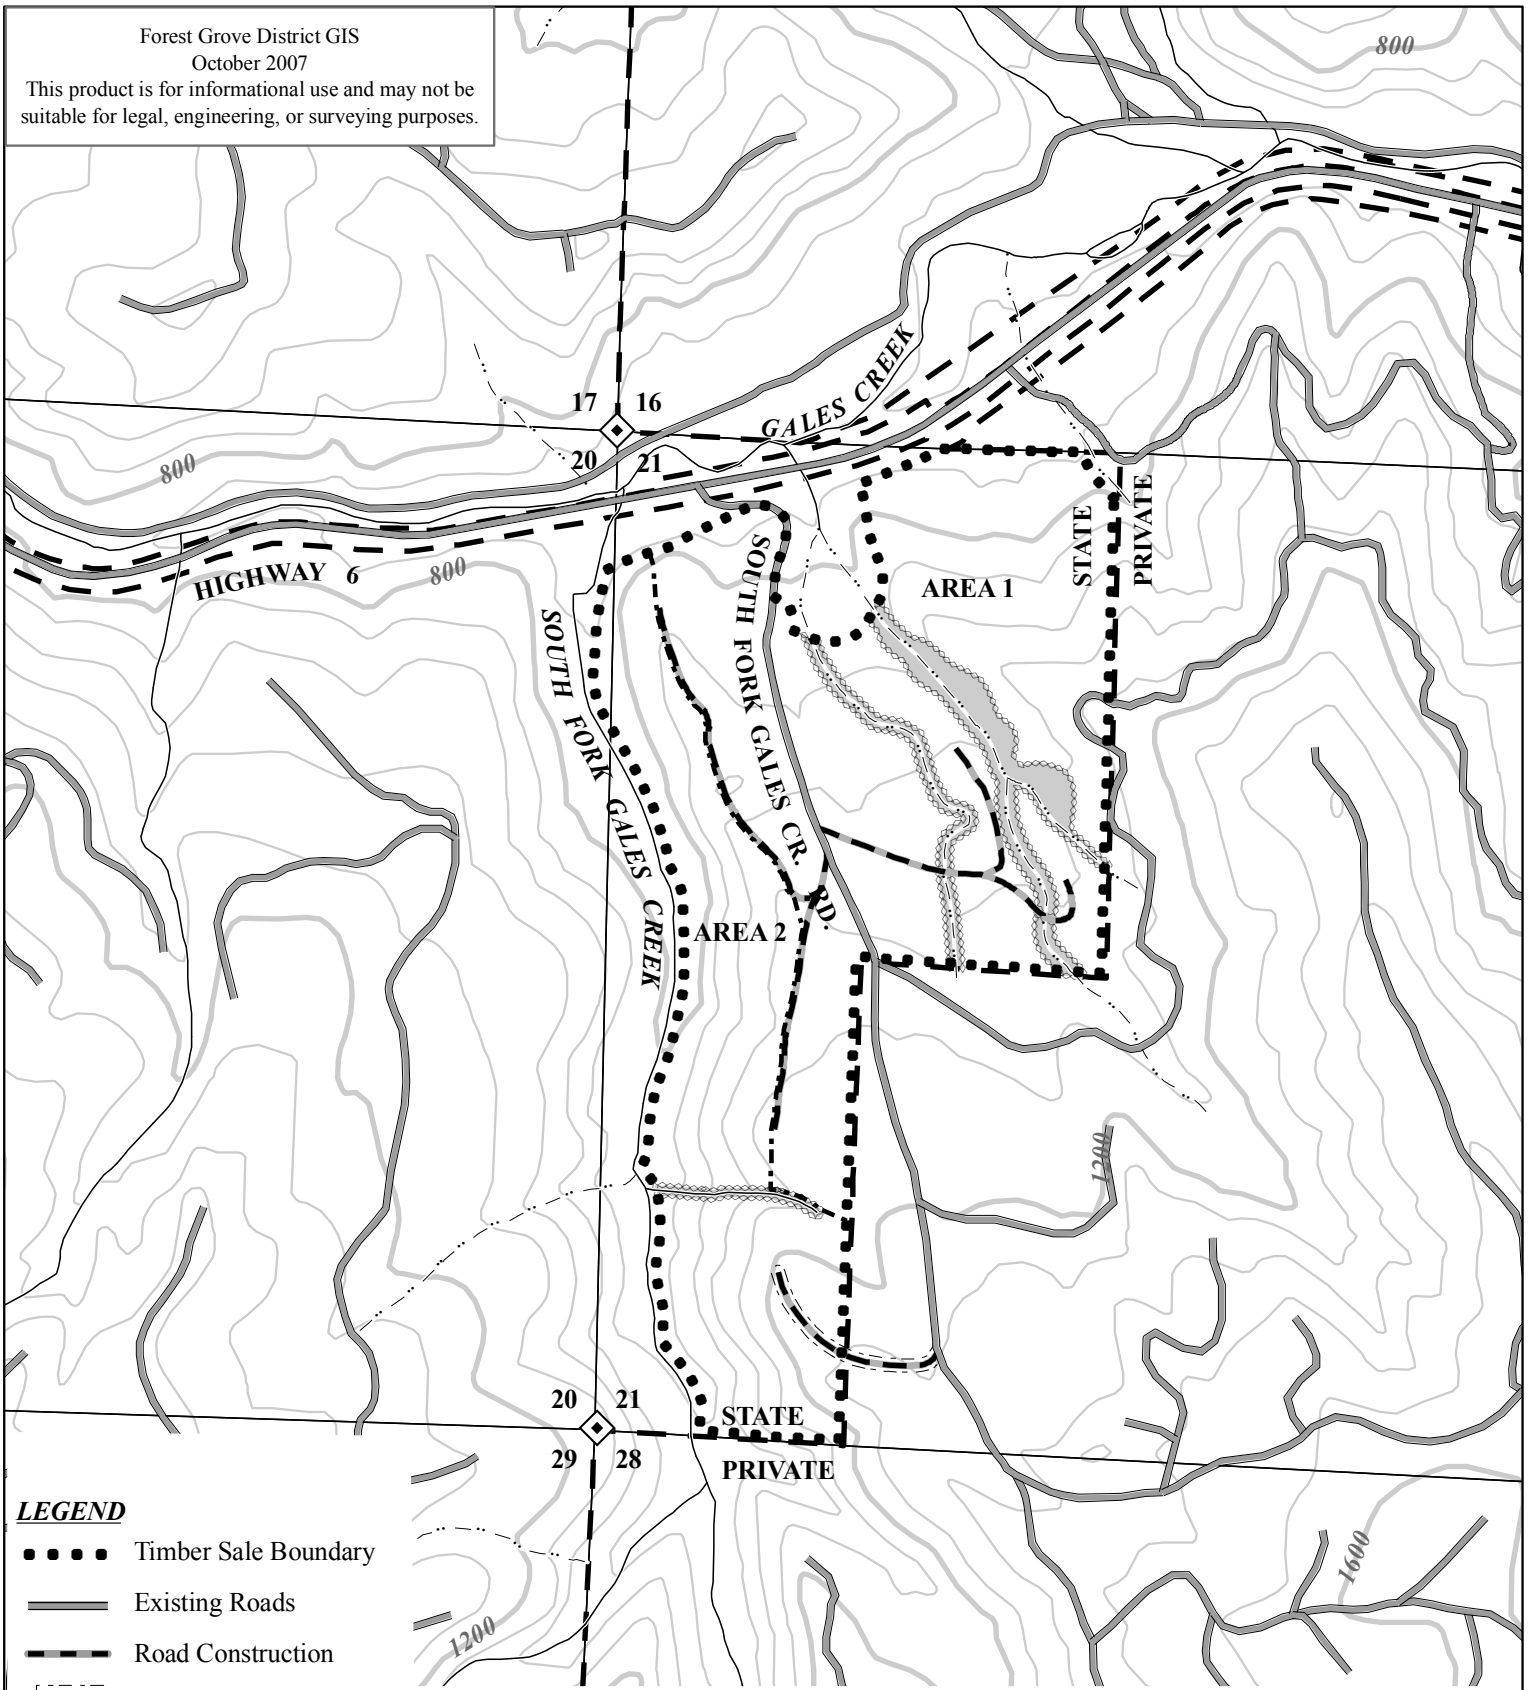 Forest Grove District GIS
October 2007
This product is for informational use and may not be
suitable for legal, engineering, or surveying purposes.
800
17 16
GALES CREEK
20 21
800
HIGHWAY 6
800
SOUTH FORK GALES CREEK
SOUTH FORK GALES CR. RD.
AREA 1
STATE
PRIVATE
AREA 2
1200
20 21
29 28
STATE
PRIVATE
1200
1600
LEGEND
Timber Sale Boundary
Existing Roads
Road Construction